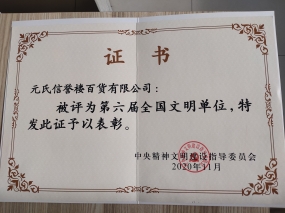 证书
元氏信誉楼百货有限公司：
被评为第六届全国文明单位，特
发此证予以表彰。
中央精神文明建设指导委员会
2020年11月